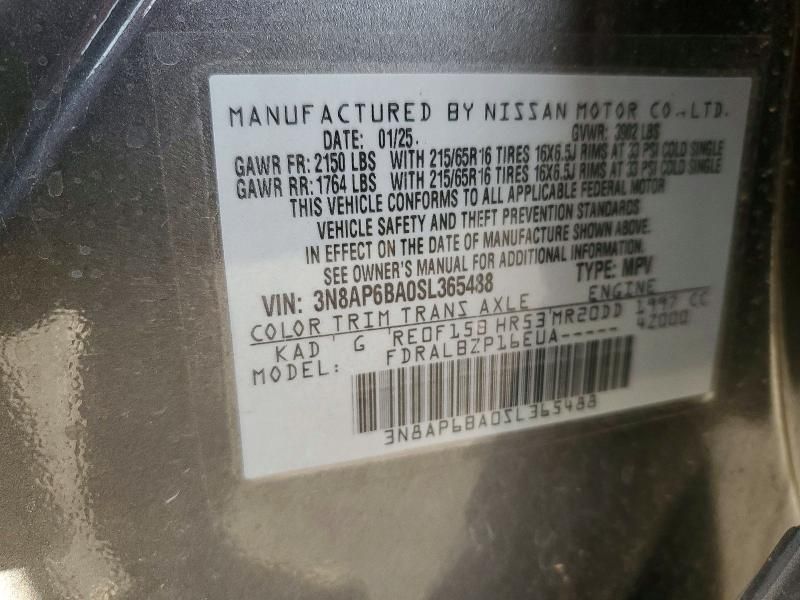 MANUFACTURED BY NISSAN MOTOR CO.,LTD.
DATE: 01/25. GVWR: 3902 LBS
GAWR FR: 2150 LBS WITH 215/65R16 TIRES 16X6.5J RIMS AT 33 PSI COLD SINGLE
GAWR RR: 1764 LBS WITH 215/65R16 TIRES 16X6.5J RIMS AT 33 PSI COLD SINGLE
THIS VEHICLE CONFORMS TO ALL APPLICABLE FEDERAL MOTOR
VEHICLE SAFETY AND THEFT PREVENTION STANDARDS
IN EFFECT ON THE DATE OF MANUFACTURE SHOWN ABOVE.
SEE OWNER'S MANUAL FOR ADDITIONAL INFORMATION.
VIN: 3N8AP6BA0SL365488 TYPE: MPV
COLOR TRIM TRANS AXLE ENGINE
KAD G RE0F15B HR53 MR20DD 1997 CC
MODEL: FDRALBZP16EUA----- 42000
3N8AP6BA0SL365488